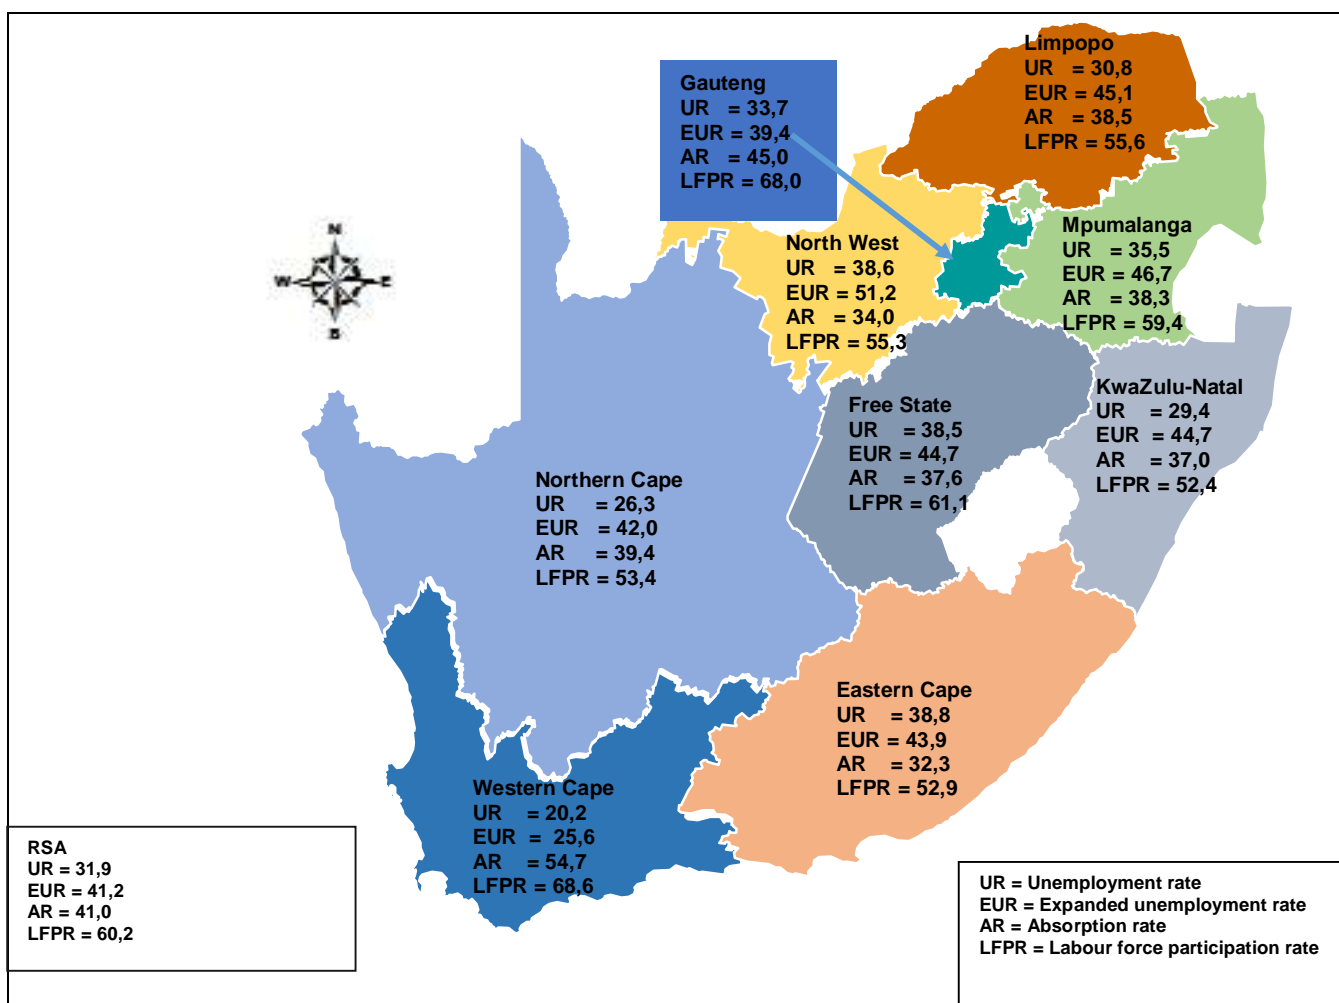 Limpopo
UR = 30,8
EUR = 45,1
AR = 38,5
LFPR = 55,6
Gauteng
UR = 33,7
EUR = 39,4
AR = 45,0
LFPR = 68,0
Mpumalanga
UR = 35,5
EUR = 46,7
AR = 38,3
LFPR = 59,4
North West
UR = 38,6
EUR = 51,2
AR = 34,0
LFPR = 55,3
N
W
E
S
KwaZulu-Natal
UR = 29,4
EUR = 44,7
AR = 37,0
LFPR = 52,4
Free State
UR = 38,5
EUR = 44,7
AR = 37,6
LFPR = 61,1
Northern Cape
UR = 26,3
EUR = 42,0
AR = 39,4
LFPR = 53,4
Eastern Cape
UR = 38,8
EUR = 43,9
AR = 32,3
LFPR = 52,9
Western Cape
UR = 20,2
EUR = 25,6
AR = 54,7
LFPR = 68,6
RSA
UR = 31,9
EUR = 41,2
AR = 41,0
LFPR = 60,2
UR = Unemployment rate
EUR = Expanded unemployment rate
AR = Absorption rate
LFPR = Labour force participation rate